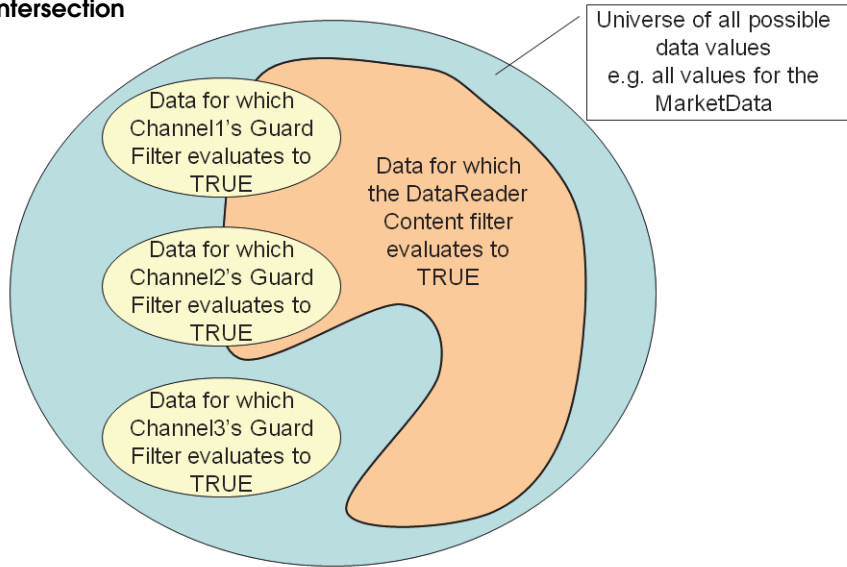 ntersection
Universe of all possible
data values
e.g. all values for the
MarketData
Data for which
Channel1's Guard
Filter evaluates to
TRUE
Data for which
the DataReader
Content filter
evaluates to
TRUE
Data for which
Channel2's Guard
Filter evaluates to
TRUE
Data for which
Channel3's Guard
Filter evaluates to
TRUE